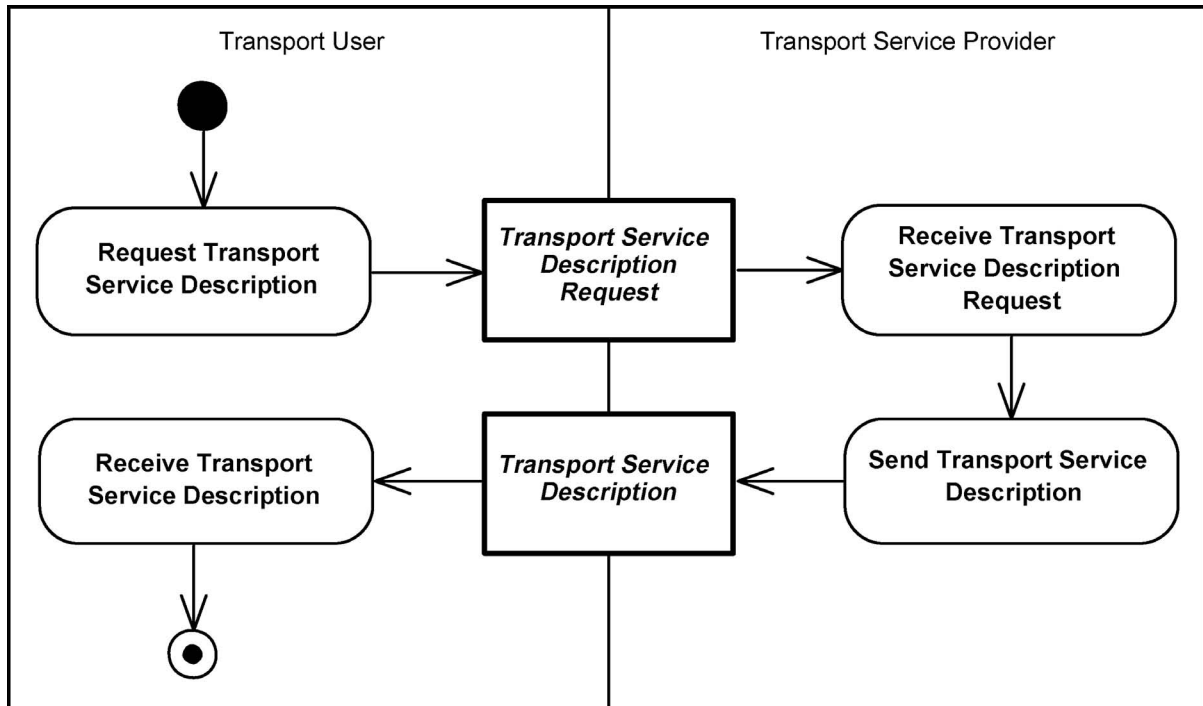 Transport User
Transport Service Provider
Request Transport
Service Description
Transport Service
Description
Request
Receive Transport
Service Description
Request
Receive Transport
Service Description
Transport Service
Description
Send Transport Service
Description